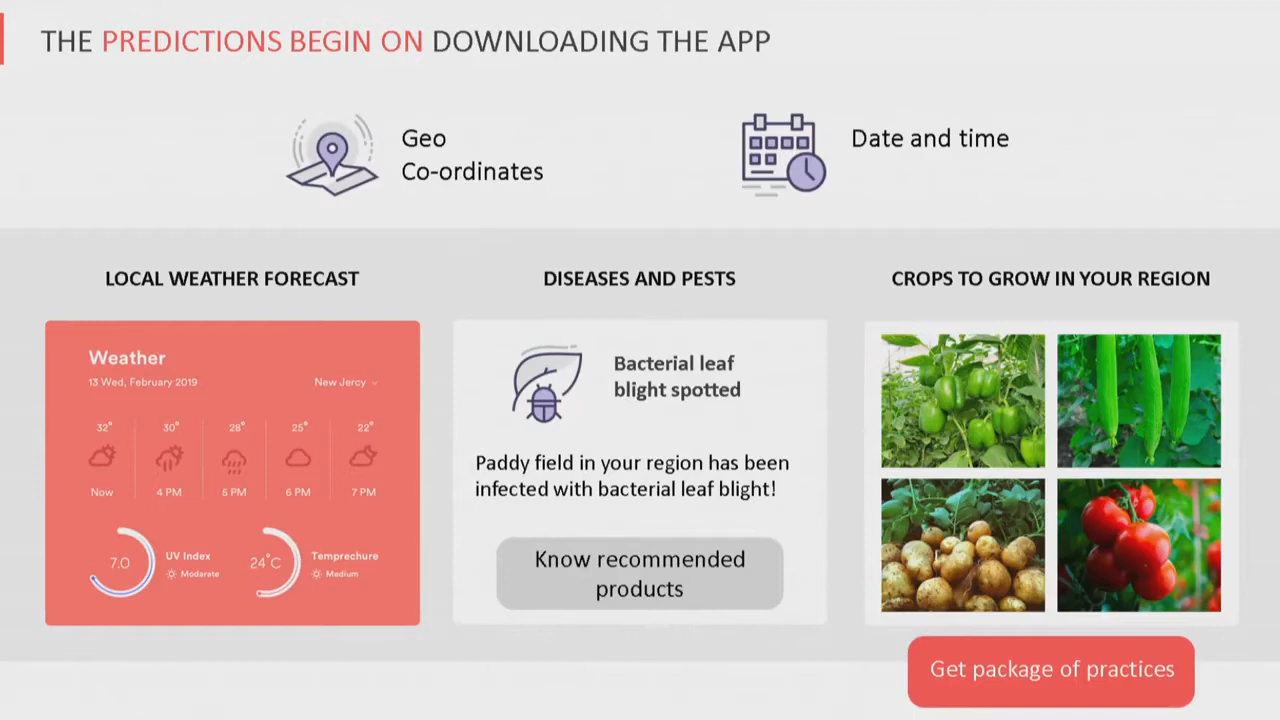 THE PREDICTIONS BEGIN ON DOWNLOADING THE APP
Geo
Co-ordinates
Date and time
LOCAL WEATHER FORECAST
Weather
13 Wed, February 2019
New Jercy
32°
30°
28°
25°
22°
Now
4 PM
5 PM
6 PM
7 PM
7.0
UV Index
Modarate
24°C
Temprechure
Medium
DISEASES AND PESTS
Bacterial leaf
blight spotted
Paddy field in your region has been
infected with bacterial leaf blight!
Know recommended
products
CROPS TO GROW IN YOUR REGION
Get package of practices